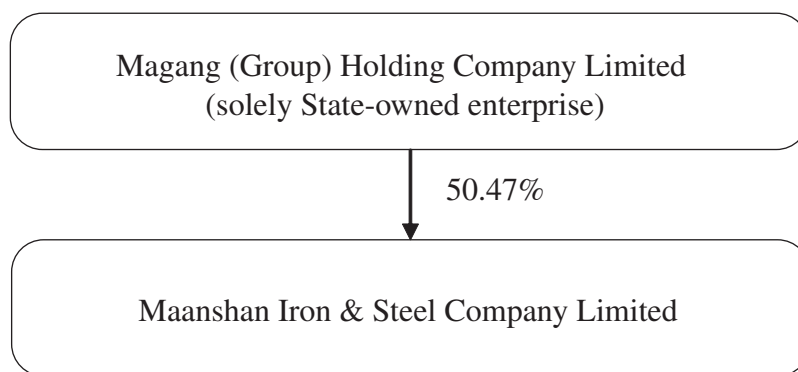 Magang (Group) Holding Company Limited
(solely State-owned enterprise)
50.47%
Maanshan Iron & Steel Company Limited